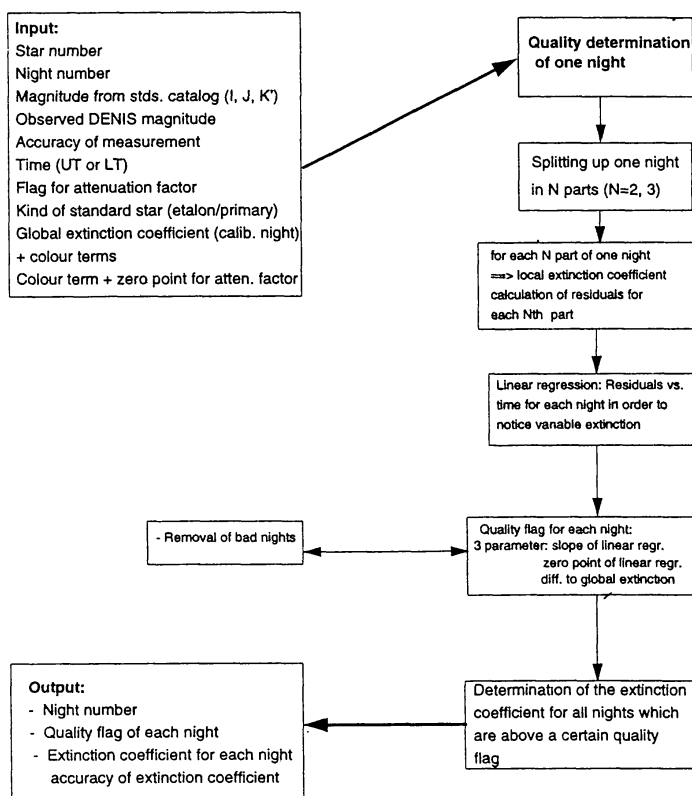 Input:
Star number
Night number
Magnitude from stds. catalog (I, J, K')
Observed DENIS magnitude
Accuracy of measurement
Time (UT or LT)
Flag for attenuation factor
Kind of standard star (etalon/primary)
Global extinction coefficient (calib. night)
+ colour terms
Colour term + zero point for atten. factor
Quality determination
of one night
Splitting up one night
in N parts (N=2, 3)
for each N part of one night
==> local extinction coefficient
calculation of residuals for
each Nth part
Linear regression: Residuals vs.
time for each night in order to
notice variable extinction
Quality flag for each night:
3 parameter: slope of linear regr.
zero point of linear regr.
diff. to global extinction
- Removal of bad nights
Determination of the extinction
coefficient for all nights which
are above a certain quality
flag
Output:
- Night number
- Quality flag of each night
- Extinction coefficient for each night
accuracy of extinction coefficient